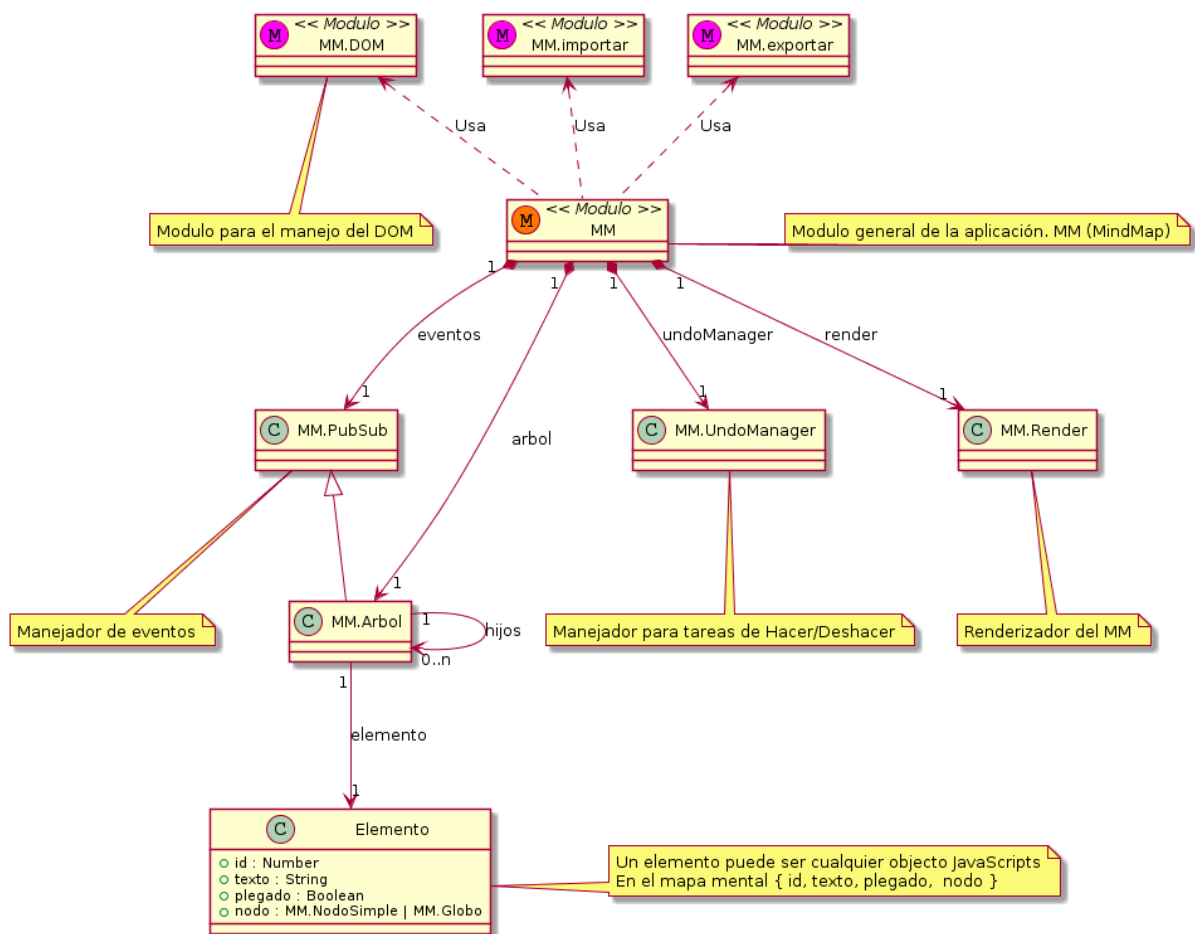 M
<< Modulo >>
MM.DOM
M
<< Modulo >>
MM.importar
M
<< Modulo >>
MM.exportar
Usa
Usa
Usa
Modulo para el manejo del DOM
M
<< Modulo >>
MM
Modulo general de la aplicación. MM (MindMap)
1
1
1
1
eventos
undoManager
render
1
1
1
C MM.PubSub
arbol
C MM.UndoManager
C MM.Render
1
Manejador de eventos
C MM.Arbol
1
hijos
0..n
Manejador para tareas de Hacer/Deshacer
Renderizador del MM
1
elemento
1
C Elemento
id : Number
texto : String
plegado : Boolean
nodo : MM.NodoSimple | MM.Globo
Un elemento puede ser cualquier objecto JavaScripts
En el mapa mental { id, texto, plegado,  nodo }